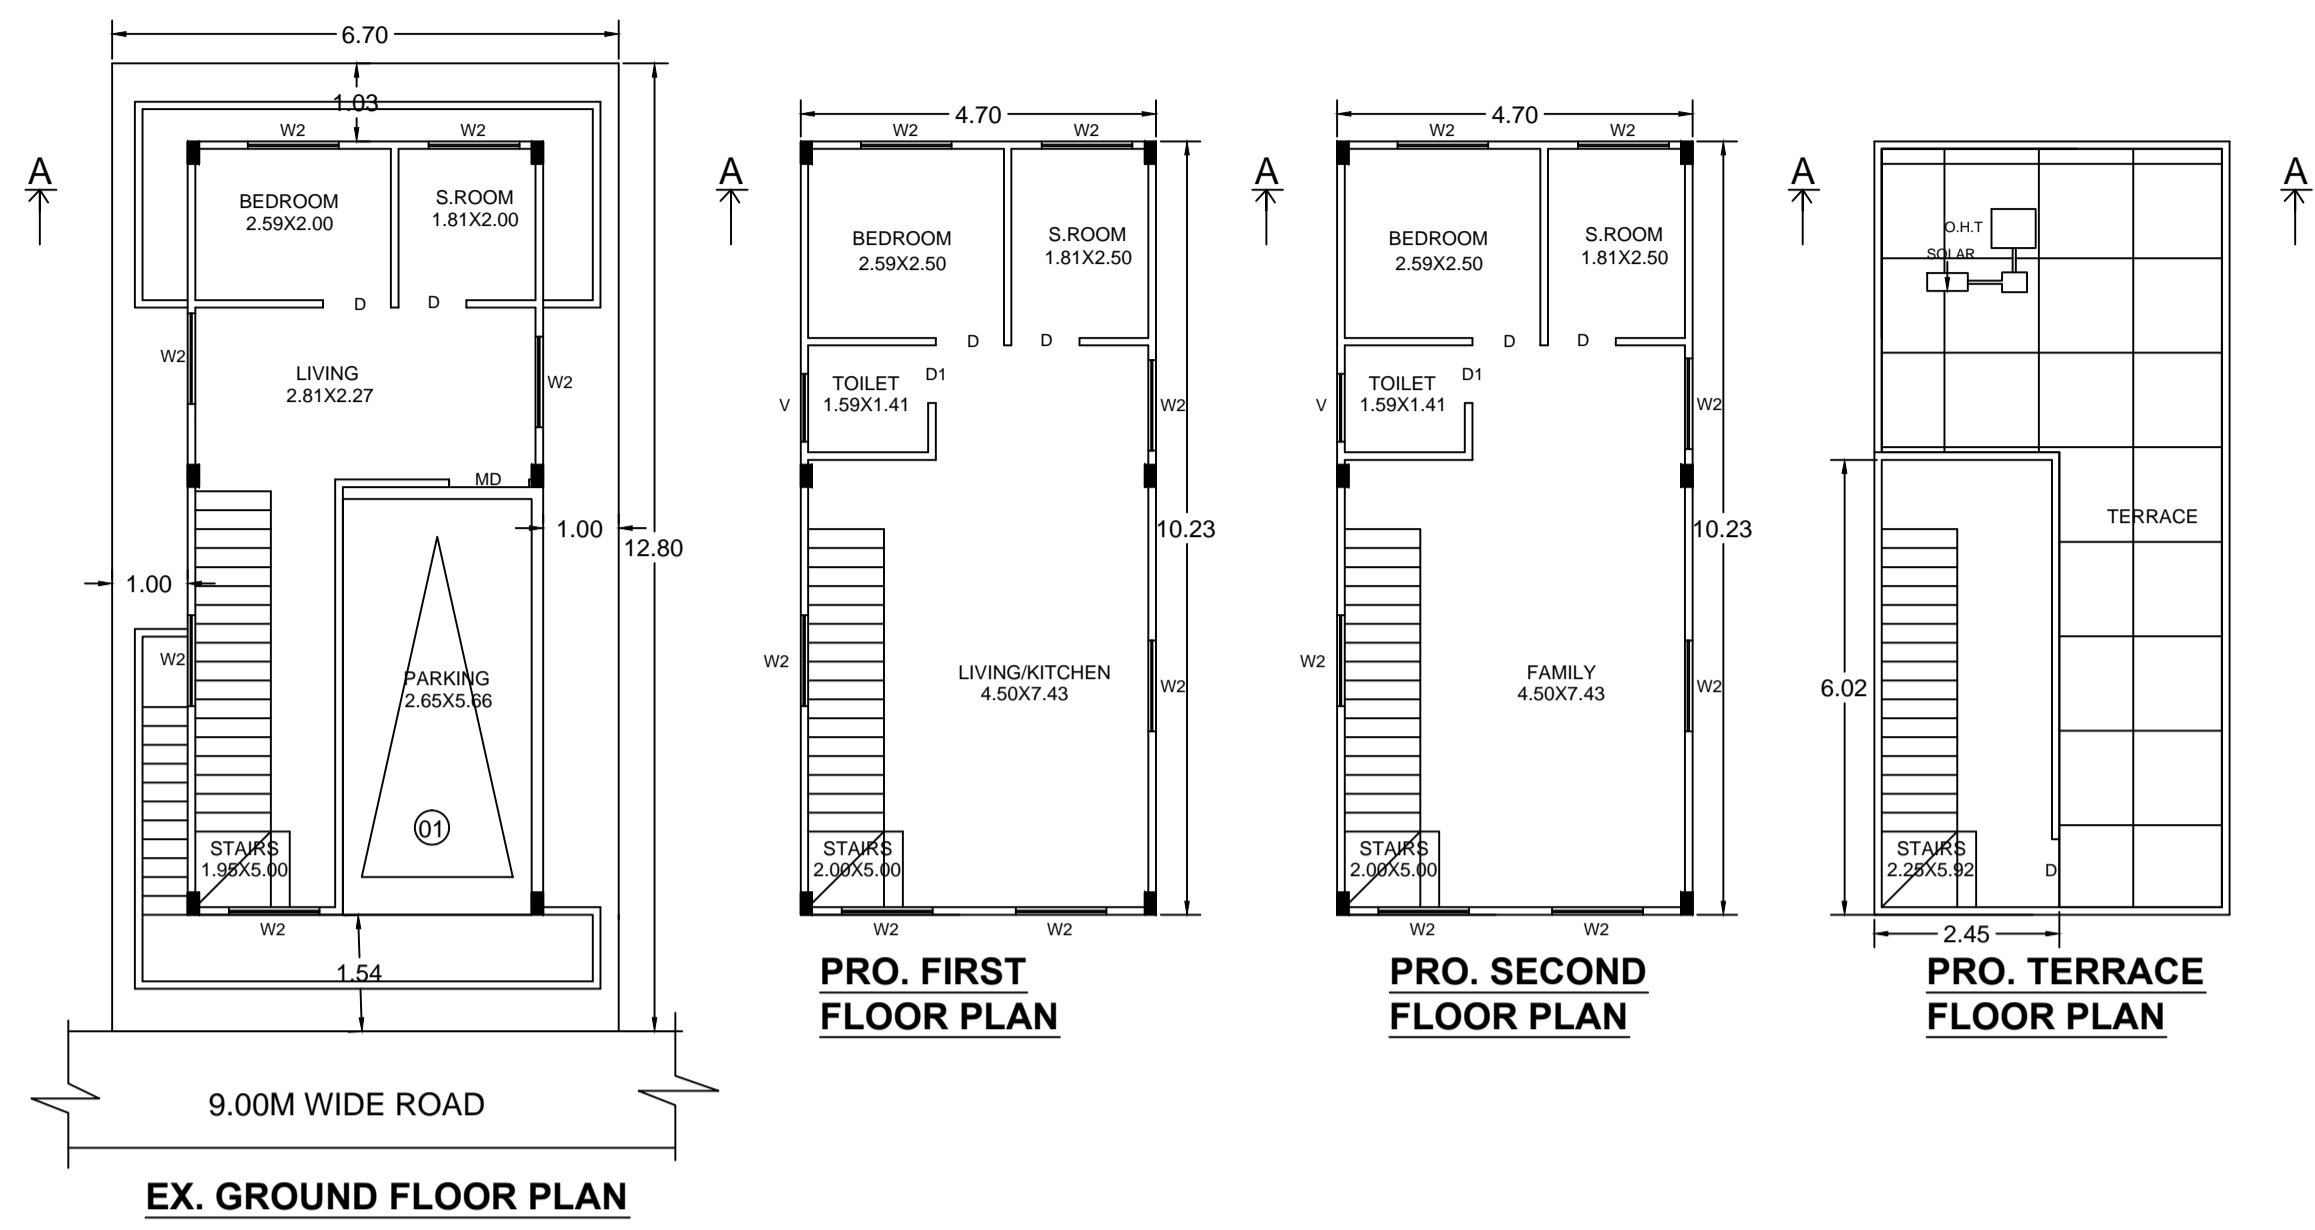 6.70
1.03
W2
W2
A
A
BEDROOM
2.59X2.00
S.ROOM
1.81X2.00
D
D
W2
LIVING
2.81X2.27
W2
MD
1.00
12.80
1.00
W2
PARKING
2.65X5.66
01
STAIRS
1.95X5.00
W2
1.54
9.00M WIDE ROAD
EX. GROUND FLOOR PLAN
4.70
W2
W2
A
BEDROOM
2.59X2.50
S.ROOM
1.81X2.50
D
D
TOILET
1.59X1.41
D1
V
W2
10.23
W2
LIVING/KITCHEN
4.50X7.43
W2
STAIRS
2.00X5.00
W2
W2
PRO. FIRST
FLOOR PLAN
4.70
W2
W2
A
BEDROOM
2.59X2.50
S.ROOM
1.81X2.50
D
D
TOILET
1.59X1.41
D1
V
W2
10.23
W2
FAMILY
4.50X7.43
W2
STAIRS
2.00X5.00
W2
W2
PRO. SECOND
FLOOR PLAN
A
O.H.T
SOLAR
TERRACE
6.02
STAIRS
2.25X5.92
D
2.45
PRO. TERRACE
FLOOR PLAN